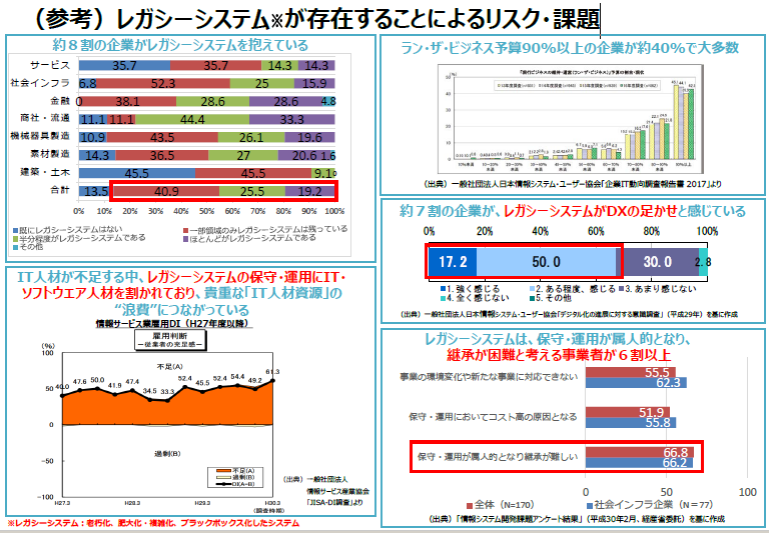 （参考）レガシーシステム※が存在することによるリスク・課題
約８割の企業がレガシーシステムを抱えている
サービス 35.7 35.7 14.3 14.3
社会インフラ 6.8 52.3 25 15.9
金融 0 38.1 28.6 28.6 4.8
商社・流通 11.1 11.1 44.4 33.3
機械器具製造 10.9 43.5 26.1 19.6
素材製造 14.3 36.5 27 20.6 1.6
建築・土木 45.5 45.5 9.1 0
合計 13.5 40.9 25.5 19.2
0% 10% 20% 30% 40% 50% 60% 70% 80% 90% 100%
■既にレガシーシステムはない ■一部領域のみレガシーシステムは残っている
■半分程度がレガシーシステムである ■ほとんどがレガシーシステムである
■その他
IT人材が不足する中、レガシーシステムの保守・運用にIT・
ソフトウエア人材を割かれており、貴重な「IT人材資源」の
“浪費”につながっている
情報サービス業雇用DI（H27年度以降）
雇用判断
－従業者の充足感－
(%)
100
50
0
−50
−100
不足(A)
40.0 47.6 50.0 41.9 47.4 34.5 33.3 52.4 45.5 52.4 54.4 49.2 61.3
過剰(B)
不足(A)
過剰(B)
DI(A−B)
H27.3 H28.3 H29.3 H30.3
(調査時期)
（出典）一般社団法人
情報サービス産業協会
「JISA-DI調査」より
※レガシーシステム：老朽化、肥大化・複雑化、ブラックボックス化したシステム
ラン・ザ・ビジネス予算90%以上の企業が約40%で大多数
（出典）一般社団法人日本情報システム・ユーザー協会「企業IT動向調査報告書 2017」より
約７割の企業が、レガシーシステムがDXの足かせと感じている
0% 20% 40% 60% 80% 100%
17.2 50.0 30.0 2.8
■1. 強く感じる ■2. ある程度、感じる ■3. あまり感じない
■4. 全く感じない ■5. その他
（出典）一般社団法人日本情報システム・ユーザー協会「デジタル化の進展に対する意識調査」（平成29年）を基に作成
レガシーシステムは、保守・運用が属人的となり、
継承が困難と考える事業者が６割以上
事業の環境変化や新たな事業に対応できない 55.5 62.3
保守・運用においてコスト高の原因となる 51.9 55.8
保守・運用が属人的となり継承が難しい 66.8 66.2
0 50 100
■全体（N=170） ■社会インフラ企業（N=77）
（出典）「情報システム開発課題アンケート結果」（平成30年2月、経産省委託）を基に作成